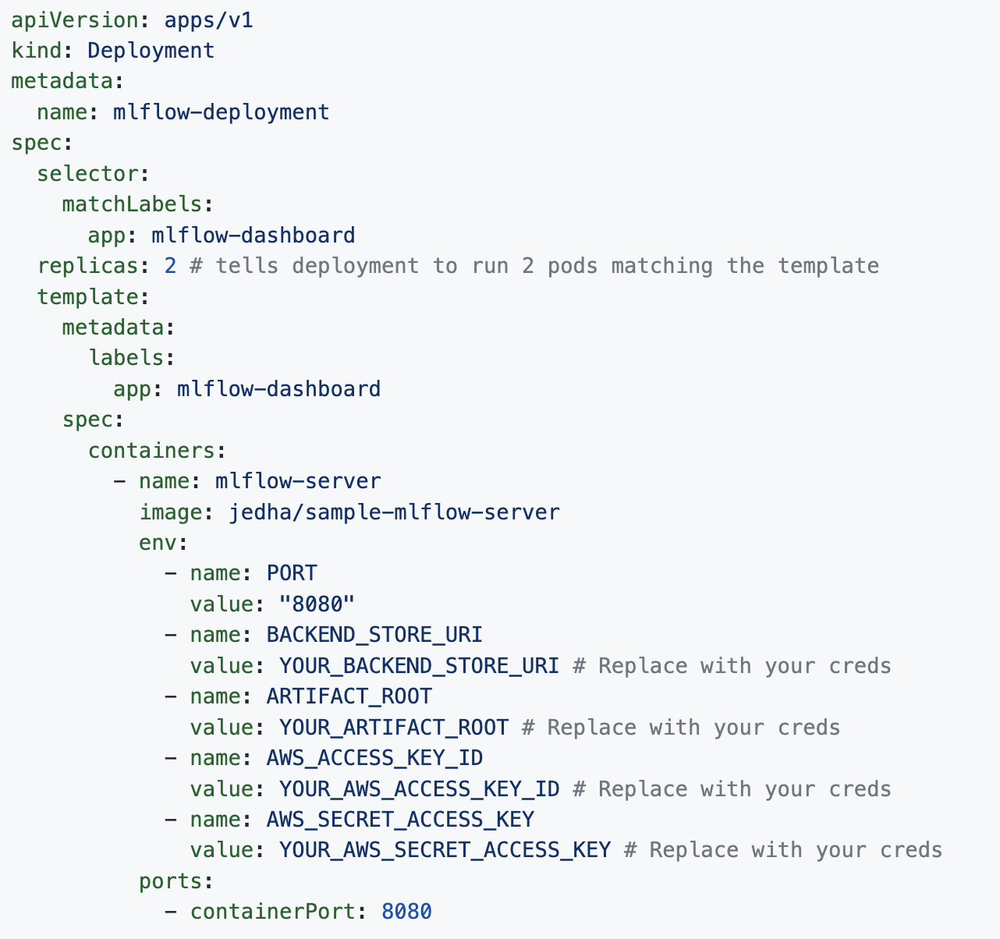 apiVersion: apps/v1
kind: Deployment
metadata:
  name: mlflow-deployment
spec:
  selector:
    matchLabels:
      app: mlflow-dashboard
  replicas: 2 # tells deployment to run 2 pods matching the template
  template:
    metadata:
      labels:
        app: mlflow-dashboard
    spec:
      containers:
        - name: mlflow-server
          image: jedha/sample-mlflow-server
          env:
            - name: PORT
              value: "8080"
            - name: BACKEND_STORE_URI
              value: YOUR_BACKEND_STORE_URI # Replace with your creds
            - name: ARTIFACT_ROOT
              value: YOUR_ARTIFACT_ROOT # Replace with your creds
            - name: AWS_ACCESS_KEY_ID
              value: YOUR_AWS_ACCESS_KEY_ID # Replace with your creds
            - name: AWS_SECRET_ACCESS_KEY
              value: YOUR_AWS_SECRET_ACCESS_KEY # Replace with your creds
          ports:
            - containerPort: 8080